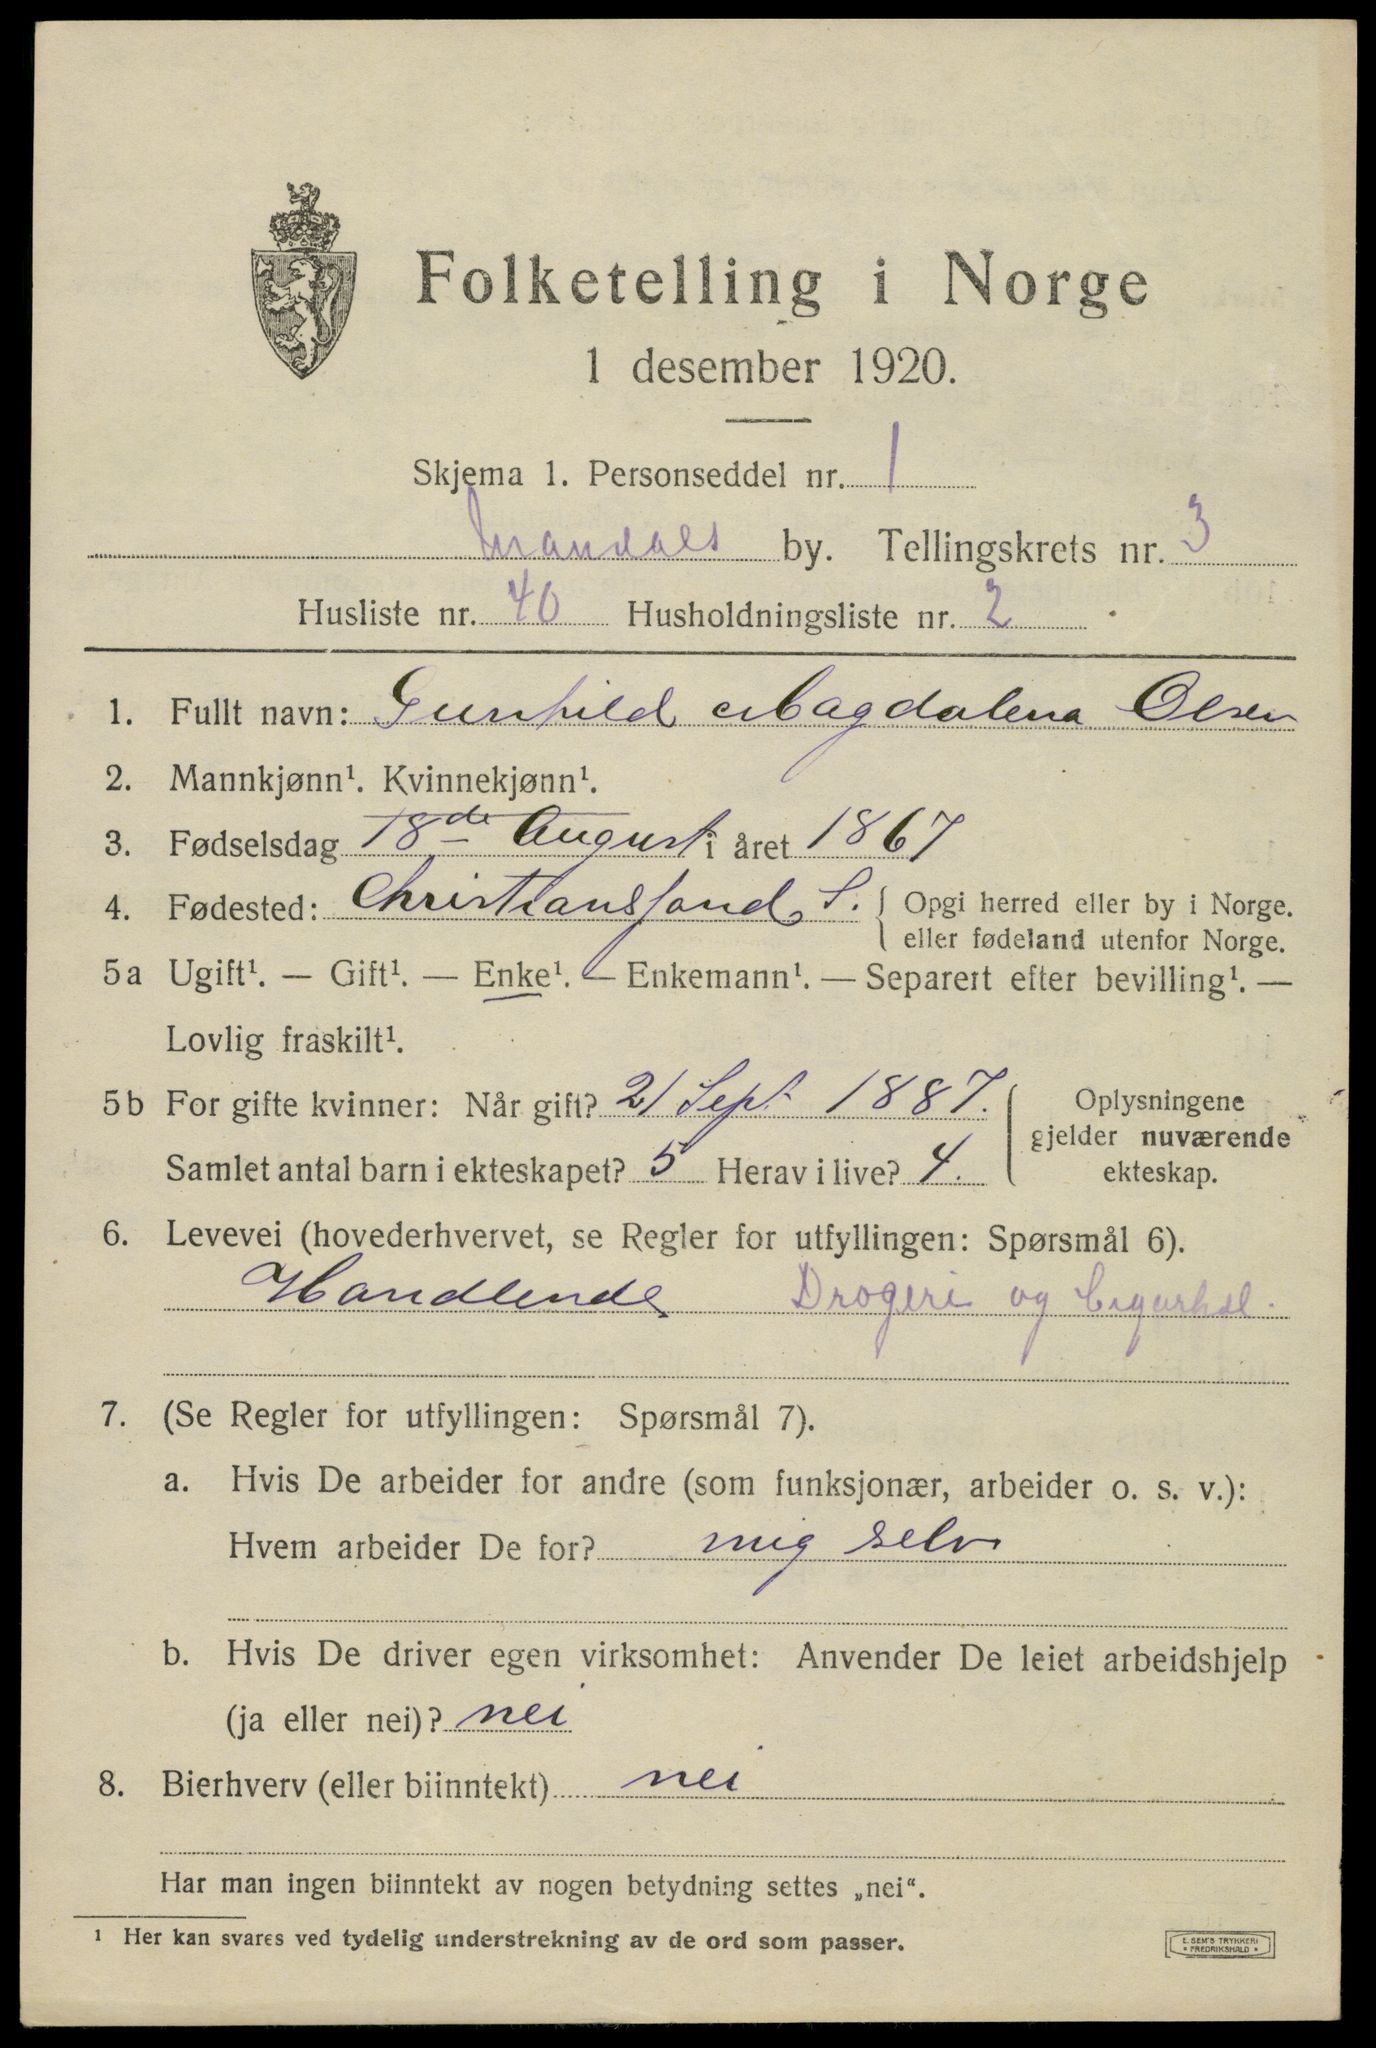 Folketelling i Norge
1 desember 1920.
Skjema 1. Personseddel nr. 1
Mandals by. Tellingskrets nr. 3
Husliste nr. 40 Husholdningsliste nr. 2
1. Fullt navn: Gunhild Magdalena Olsen
2. Mannkjønn¹. Kvinnekjønn¹.
3. Fødselsdag 18de August i året 1867
4. Fødested: Christianssand S. { Opgi herred eller by i Norge.
eller fødeland utenfor Norge.
5a Ugift¹. — Gift¹. — Enke¹. — Enkemann¹. — Separert efter bevilling¹. —
Lovlig fraskilt¹.
5b For gifte kvinner: Når gift? 21 Sept. 1887. Oplysningene
gjelder nuværende
Samlet antal barn i ekteskapet? 5 Herav i live? 4. ekteskap.
6. Levevei (hovederhvervet, se Regler for utfyllingen: Spørsmål 6).
Handlende Drogeri og Cigarhdl.
7. (Se Regler for utfyllingen: Spørsmål 7).
a. Hvis De arbeider for andre (som funksjonær, arbeider o. s. v.):
Hvem arbeider De for? mig selv
b. Hvis De driver egen virksomhet: Anvender De leiet arbeidshjelp
(ja eller nei)? nei
8. Bierhverv (eller biinntekt) nei
Har man ingen biinntekt av nogen betydning settes „nei“.
¹ Her kan svares ved tydelig understrekning av de ord som passer.
E. SEM'S TRYKKERI
* FREDRIKSHALD *